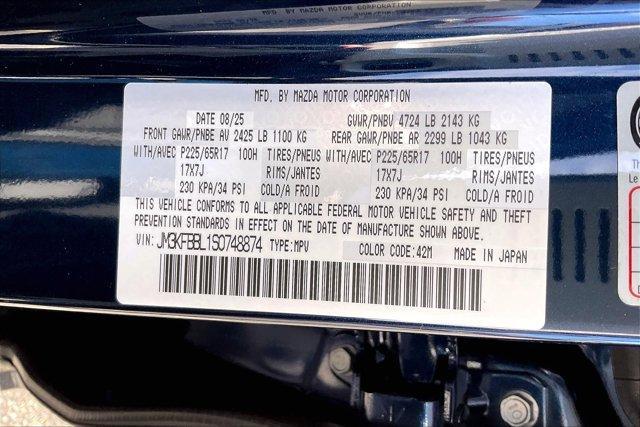 MFD. BY MAZDA MOTOR CORPORATION
DATE 08/25 GVWR/PNBV 4724 LB 2143 KG
FRONT GAWR/PNBE AV 2425 LB 1100 KG REAR GAWR/PNBE AR 2299 LB 1043 KG
WITH/AVEC P225/65R17 100H TIRES/PNEUS WITH/AVEC P225/65R17 100H TIRES/PNEUS
17X7J RIMS/JANTES 17X7J RIMS/JANTES
230 KPA/34 PSI COLD/A FROID 230 KPA/34 PSI COLD/A FROID
THIS VEHICLE CONFORMS TO ALL APPLICABLE FEDERAL MOTOR VEHICLE SAFETY AND THEFT
PREVENTION STANDARDS IN EFFECT ON THE DATE OF MANUFACTURE SHOWN ABOVE.
VIN: JM3KFBBL1S0748874 TYPE:MPV COLOR CODE:42M MADE IN JAPAN
Th
Le